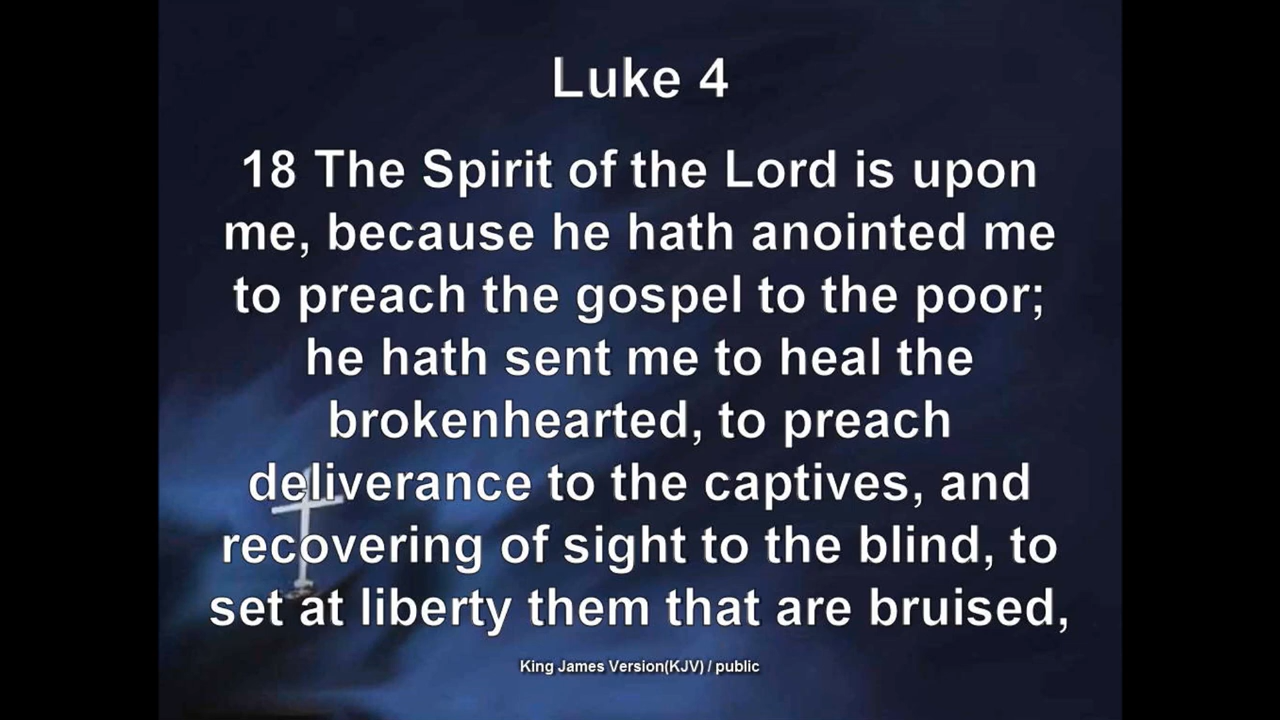 Luke 4
18 The Spirit of the Lord is upon
me, because he hath anointed me
to preach the gospel to the poor;
he hath sent me to heal the
brokenhearted, to preach
deliverance to the captives, and
recovering of sight to the blind, to
set at liberty them that are bruised,
King James Version(KJV) / public